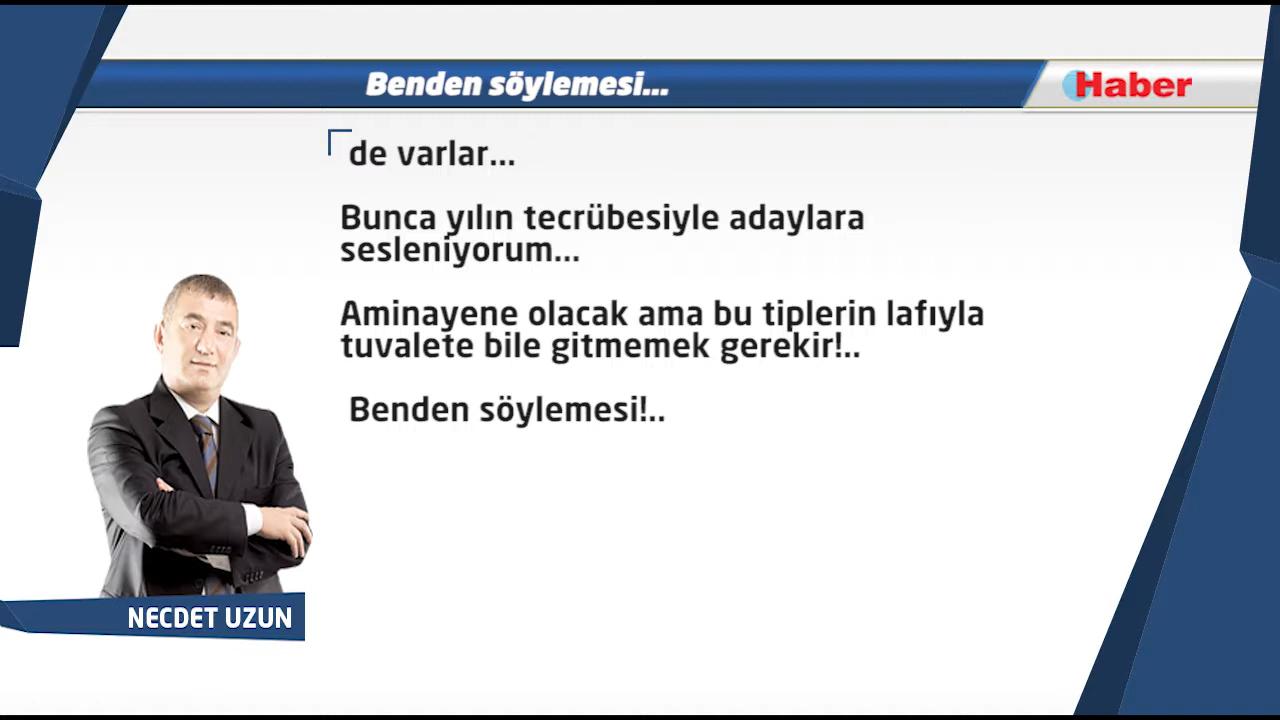 Benden söylemesi...
Haber
de varlar...
Bunca yılın tecrübesiyle adaylara
sesleniyorum...
Aminayene olacak ama bu tiplerin lafıyla
tuvalete bile gitmemek gerekir!..
Benden söylemesi!..
NECDET UZUN